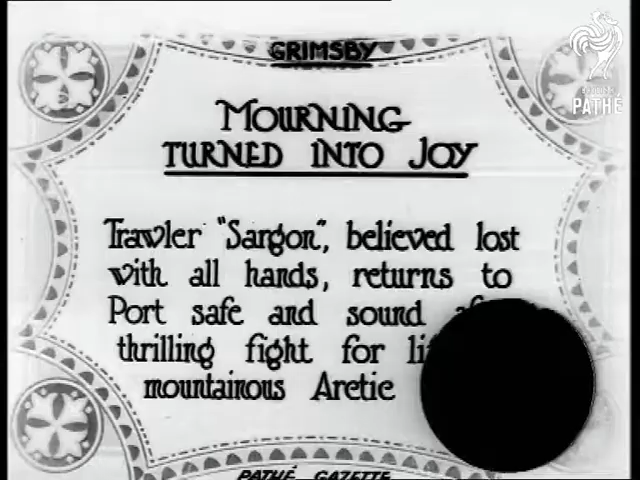 GRIMSBY
MOURNING
TURNED INTO JOY
Trawler "Sargon", believed lost
with all hands, returns to
Port safe and sound
thrilling fight for
mountainous Arctic
PATHÉ GAZETTE
BRITISH
PATHÉ